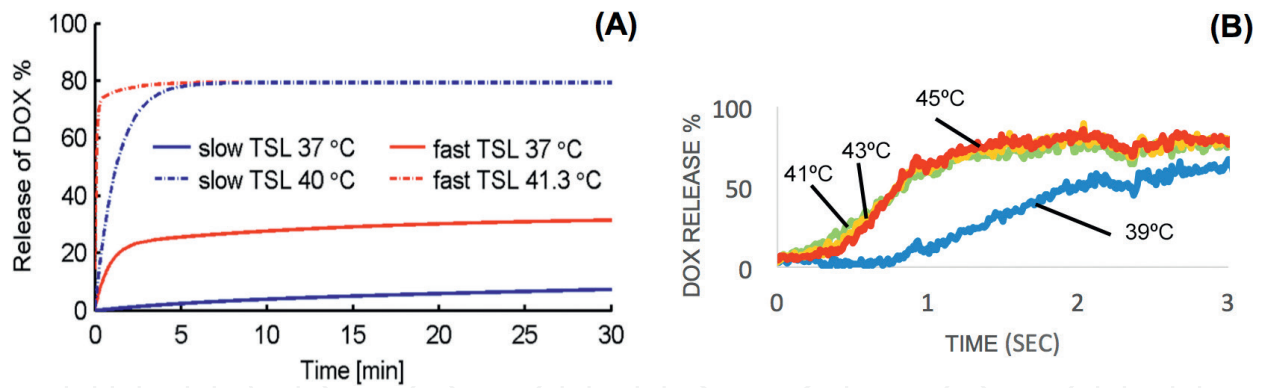 (A)
Release of DOX %
100
80
60
40
20
0
slow TSL 37 °C
fast TSL 37 °C
slow TSL 40 °C
fast TSL 41.3 °C
0 5 10 15 20 25 30
Time [min]
(B)
DOX RELEASE %
100
50
0
45ºC
43ºC
41ºC
39ºC
0 1 2 3
TIME (SEC)